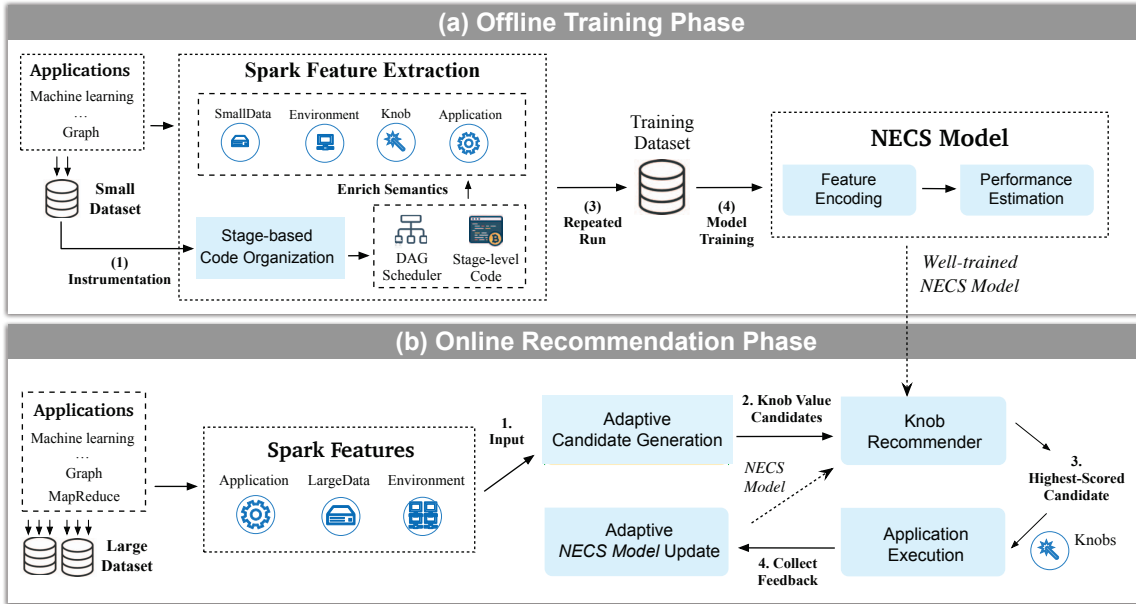 (a) Offline Training Phase
Applications
Machine learning
...
Graph
Small
Dataset
(1)
Instrumentation
Spark Feature Extraction
SmallData
Environment
Knob
Application
Enrich Semantics
Stage-based
Code Organization
DAG
Scheduler
Stage-level
Code
(3)
Repeated
Run
Training
Dataset
(4)
Model
Training
NECS Model
Feature
Encoding
Performance
Estimation
Well-trained
NECS Model
(b) Online Recommendation Phase
Applications
Machine learning
...
Graph
MapReduce
Large
Dataset
Spark Features
Application
LargeData
Environment
1.
Input
Adaptive
Candidate Generation
2. Knob Value
Candidates
Knob
Recommender
NECS
Model
3.
Highest-Scored
Candidate
Knobs
Application
Execution
4. Collect
Feedback
Adaptive
NECS Model Update